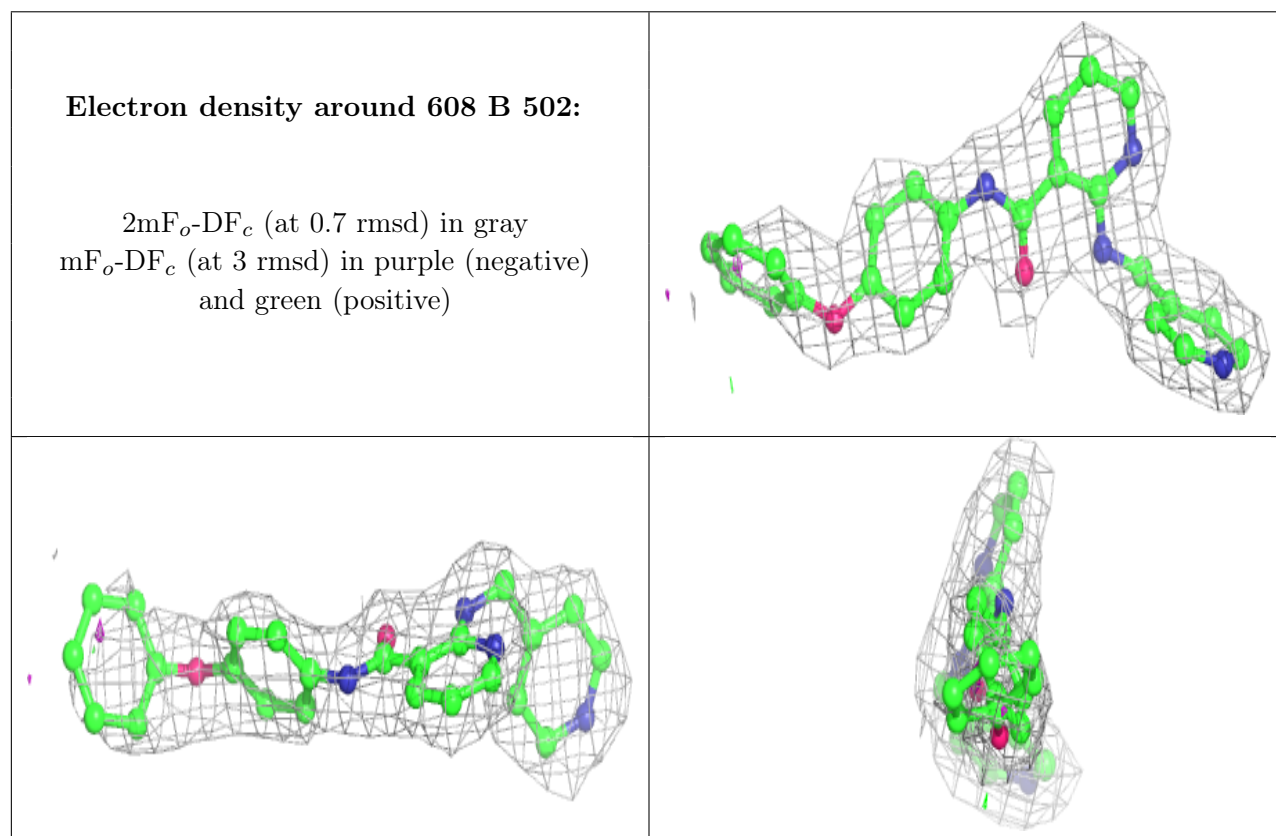 Electron density around 608 B 502:
2mFo-DFc (at 0.7 rmsd) in gray
mFo-DFc (at 3 rmsd) in purple (negative)
and green (positive)